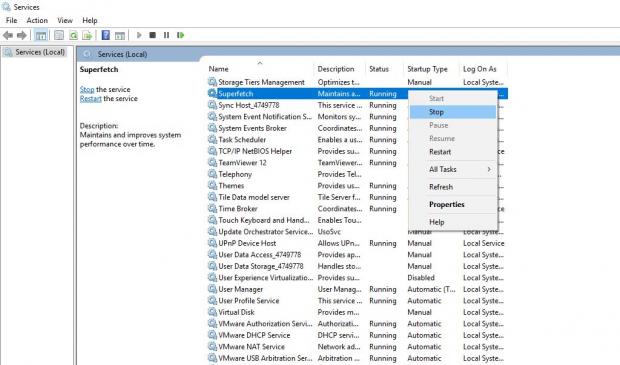 Services
File Action View Help
Services (Local)
Services (Local)
Superfetch
Stop the service
Restart the service
Description:
Maintains and improves system
performance over time.
Name Description Status Startup Type Log On As
Storage Tiers Management Optimizes t... Manual Local Syste...
Superfetch Maintains a... Running
Sync Host_4749778 This service ... Running
System Event Notification S... Monitors sy... Running
System Events Broker Coordinates... Running
Task Scheduler Enables a u... Running
TCP/IP NetBIOS Helper Provides su... Running
TeamViewer 12 TeamViewer... Running
Telephony Provides Tel...
Themes Provides us... Running
Tile Data model server Tile Server f... Running
Time Broker Coordinates... Running
Touch Keyboard and Hand... Enables Tou...
Update Orchestrator Service... UsoSvc Manual Local Syste...
UPnP Device Host Allows UPn... Running Manual Local Service
User Data Access_4749778 Provides ap... Manual Local Syste...
User Data Storage_4749778 Handles sto... Manual Local Syste...
User Experience Virtualizatio... Provides su... Disabled Local Syste...
User Manager User Manag... Running Automatic (T... Local Syste...
User Profile Service This service ... Running Automatic Local Syste...
Virtual Disk Provides m... Manual Local Syste...
VMware Authorization Servi... Authorizati... Running Automatic Local Syste...
VMware DHCP Service DHCP servi... Running Automatic Local Syste...
VMware NAT Service Network ad... Running Automatic Local Syste...
VMware USB Arbitration Ser... Arbitration ... Running Automatic Local Syste...
Start
Stop
Pause
Resume
Restart
All Tasks
Refresh
Properties
Help